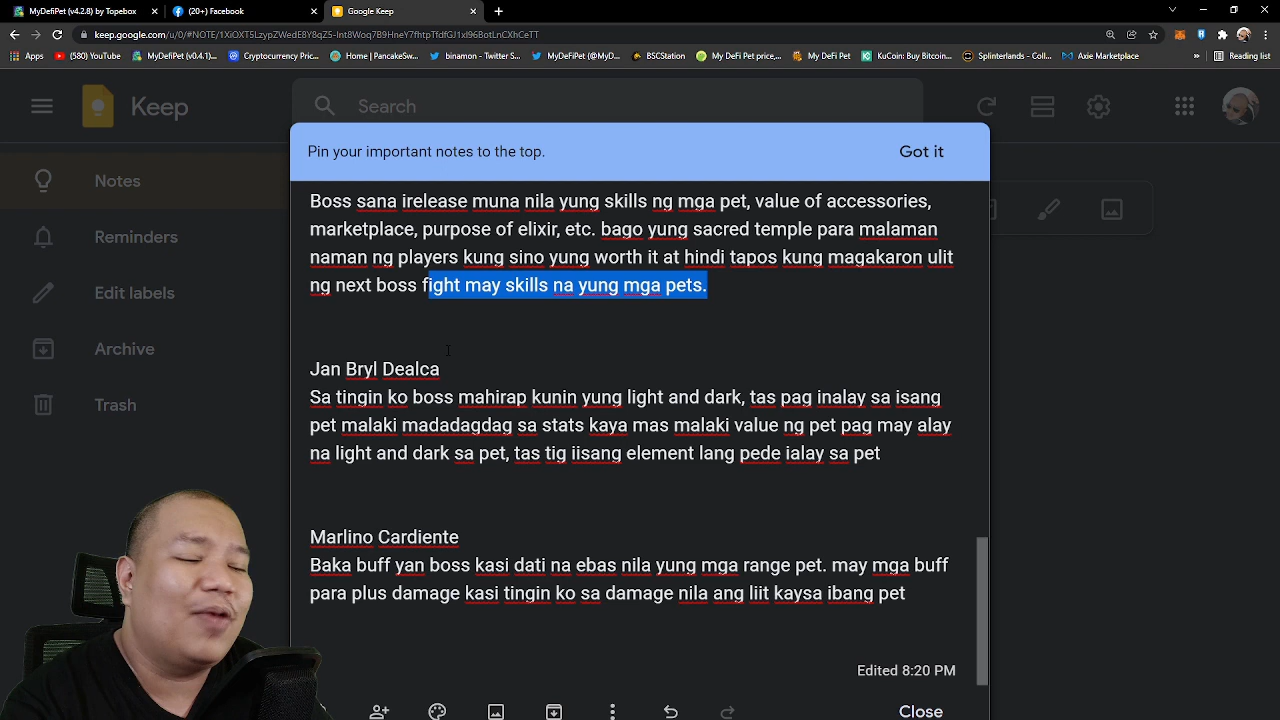 MyDefiPet (v4.2.8) by Topebox
(20+) Facebook
Google Keep
keep.google.com/u/0/#NOTE/1XiOXT5LzypZWedE8Y8qZ5-Int8Woq7B9HneY7fhtpTfdfGJ1xl96BotLnCXhCeTT
Apps
(580) YouTube
MyDefiPet (v0.4.1)...
Cryptocurrency Pric...
Home | PancakeSw...
binamon - Twitter S...
MyDefiPet (@MyD...
BSCStation
My DeFi Pet price,...
My DeFi Pet
KuCoin: Buy Bitcoin...
Splinterlands - Coll...
Marketplace - Axie
»
Reading list
Keep
Search
Pin your important notes to the top.
Got it
Notes
Reminders
Edit labels
Archive
Trash
Boss sana irelease muna nila yung skills ng mga pet, value of accessories,
marketplace, purpose of elixir, etc. bago yung sacred temple para malaman
naman ng players kung sino yung worth it at hindi tapos kung magakaron ulit
ng next boss fight may skills na yung mga pets.
Jan Bryl Dealca
Sa tingin ko boss mahirap kunin yung light and dark, tas pag inalay sa isang
pet malaki madadagdag sa stats kaya mas malaki value ng pet pag may alay
na light and dark sa pet, tas tig iisang element lang pede ialay sa pet
Marlino Cardiente
Baka buff yan boss kasi dati na ebas nila yung mga range pet. may mga buff
para plus damage kasi tingin ko sa damage nila ang liit kaysa ibang pet
Edited 8:20 PM
Close